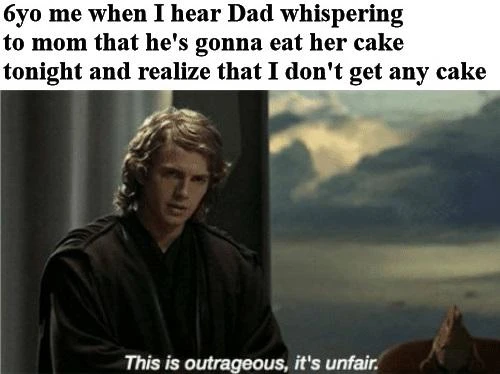 6yo me when I hear Dad whispering
to mom that he's gonna eat her cake
tonight and realize that I don't get any cake
This is outrageous, it's unfair.